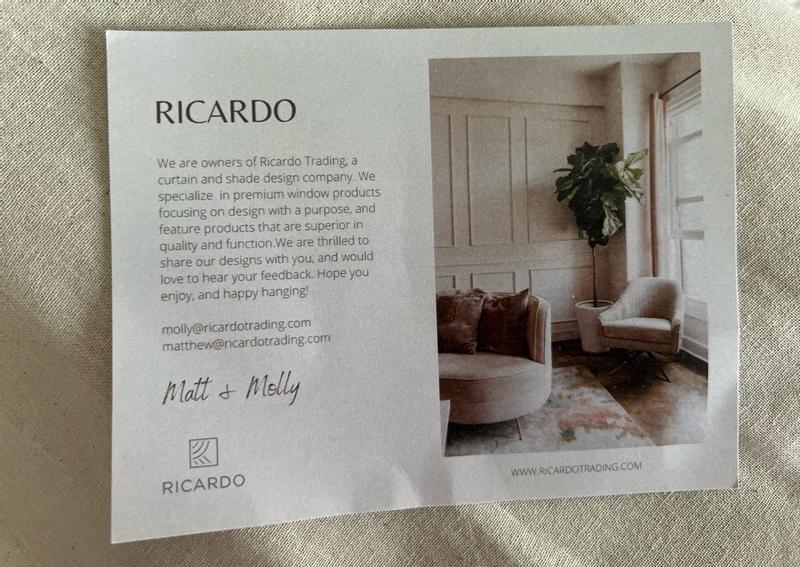 RICARDO
We are owners of Ricardo Trading, a
curtain and shade design company. We
specialize in premium window products
focusing on design with a purpose, and
feature products that are superior in
quality and function.We are thrilled to
share our designs with you, and would
love to hear your feedback. Hope you
enjoy, and happy hanging!
molly@ricardotrading.com
matthew@ricardotrading.com
Matt & Molly
RICARDO
WWW.RICARDOTRADING.COM